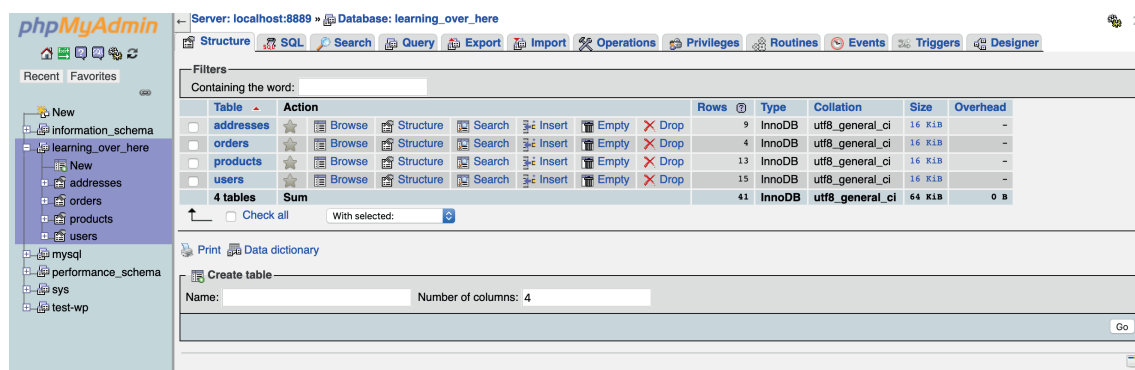 phpMyAdmin
Recent Favorites
New
information_schema
learning_over_here
New
addresses
orders
products
users
mysql
performance_schema
sys
test-wp
← Server: localhost:8889 » Database: learning_over_here
Structure SQL Search Query Export Import Operations Privileges Routines Events Triggers Designer
Filters
Containing the word:
Table Action Rows Type Collation Size Overhead
addresses Browse Structure Search Insert Empty Drop 9 InnoDB utf8_general_ci 16 KiB –
orders Browse Structure Search Insert Empty Drop 4 InnoDB utf8_general_ci 16 KiB –
products Browse Structure Search Insert Empty Drop 13 InnoDB utf8_general_ci 16 KiB –
users Browse Structure Search Insert Empty Drop 15 InnoDB utf8_general_ci 16 KiB –
4 tables Sum 41 InnoDB utf8_general_ci 64 KiB 0 B
Check all With selected:
Print Data dictionary
Create table
Name: Number of columns: 4
Go